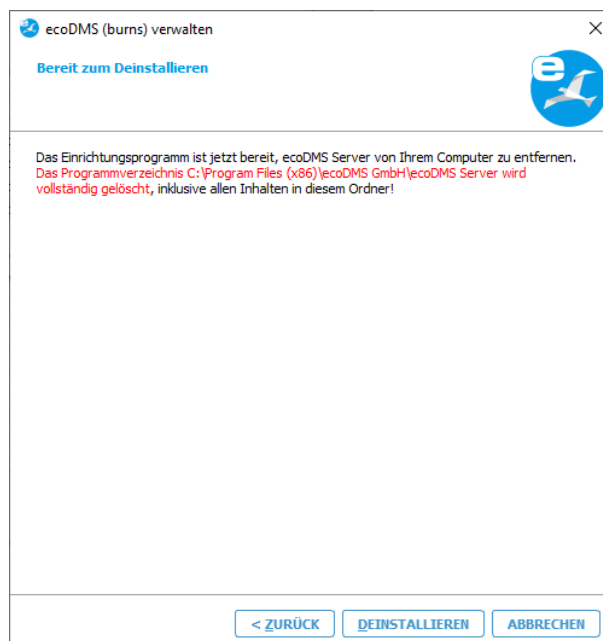 ecoDMS (burns) verwalten
Bereit zum Deinstallieren
e
Das Einrichtungsprogramm ist jetzt bereit, ecoDMS Server von Ihrem Computer zu entfernen.
Das Programmverzeichnis C:\Program Files (x86)\ecoDMS GmbH\ecoDMS Server wird
vollständig gelöscht, inklusive allen Inhalten in diesem Ordner!
< ZURÜCK DEINSTALLIEREN ABBRECHEN